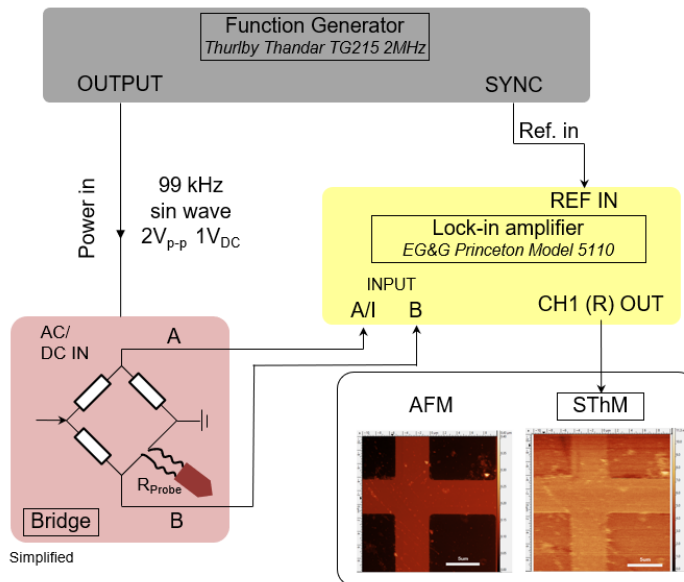 Function Generator
Thurlby Thandar TG215 2MHz
OUTPUT
SYNC
Ref. in
Power in
99 kHz
sin wave
2Vp-p 1VDC
REF IN
Lock-in amplifier
EG&G Princeton Model 5110
INPUT
A/I
B
CH1 (R) OUT
AC/
DC IN
A
RProbe
Bridge
B
Simplified
AFM
SThM
5µm
5µm